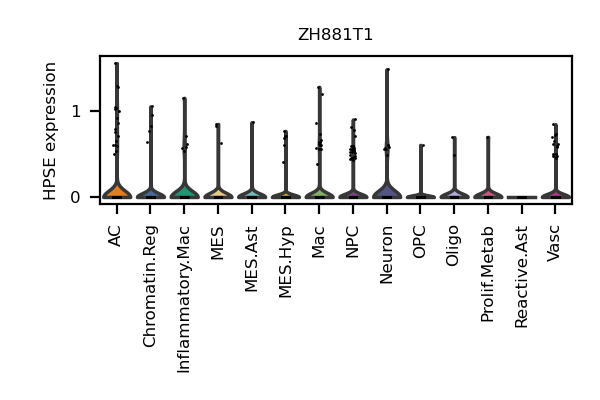 ZH881T1
HPSE expression
1
0
AC
Chromatin.Reg
Inflammatory.Mac
MES
MES.Ast
MES.Hyp
Mac
NPC
Neuron
OPC
Oligo
Prolif.Metab
Reactive.Ast
Vasc